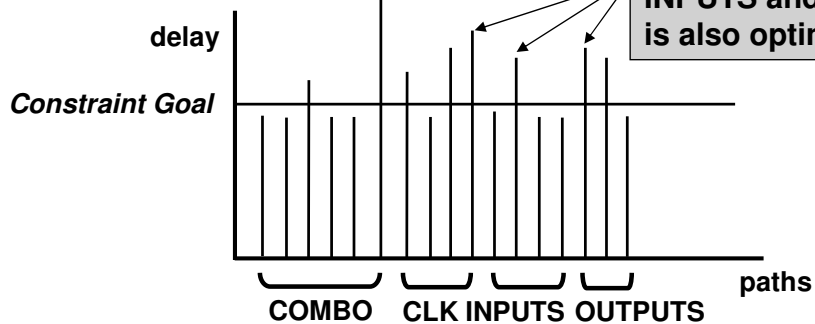 INPUTS and
is also optim
delay
Constraint Goal
paths
COMBO CLK INPUTS OUTPUTS